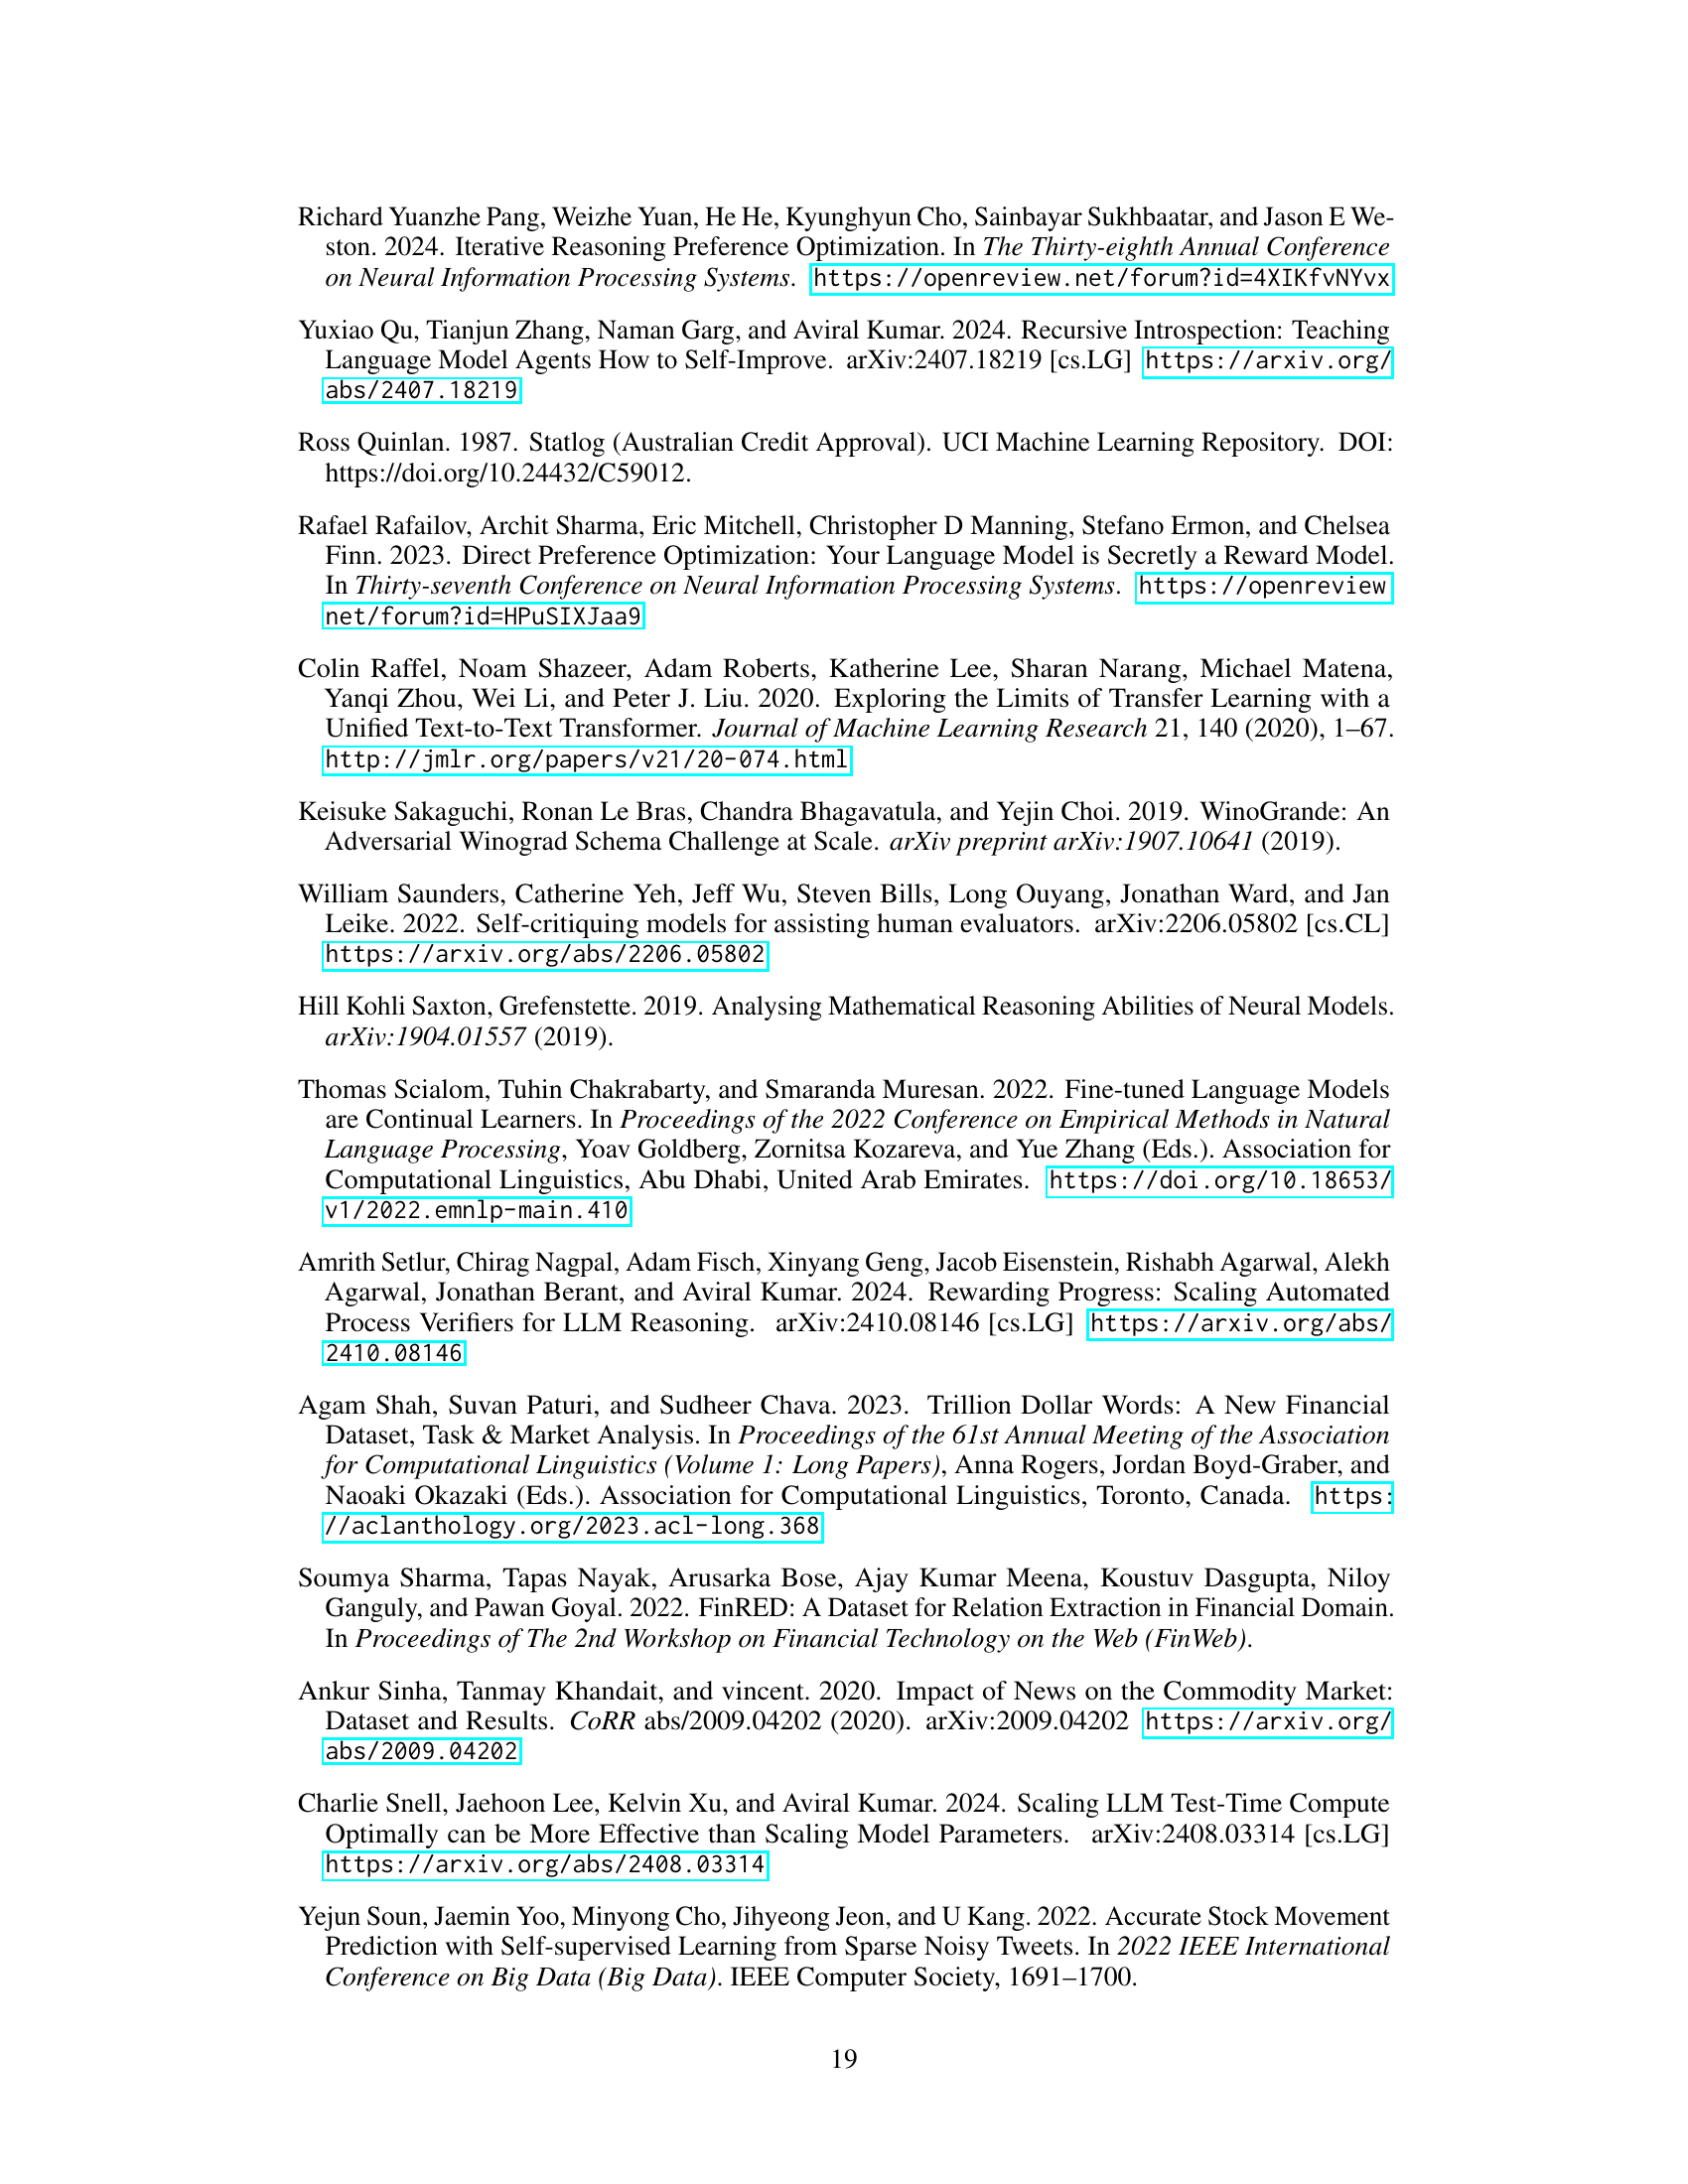 Richard Yuanzhe Pang, Weizhe Yuan, He He, Kyunghyun Cho, Sainbayar Sukhbaatar, and Jason E We-
ston. 2024. Iterative Reasoning Preference Optimization. In The Thirty-eighth Annual Conference
on Neural Information Processing Systems. https://openreview.net/forum?id=4XIKfvNYvx
Yuxiao Qu, Tianjun Zhang, Naman Garg, and Aviral Kumar. 2024. Recursive Introspection: Teaching
Language Model Agents How to Self-Improve. arXiv:2407.18219 [cs.LG] https://arxiv.org/
abs/2407.18219
Ross Quinlan. 1987. Statlog (Australian Credit Approval). UCI Machine Learning Repository. DOI:
https://doi.org/10.24432/C59012.
Rafael Rafailov, Archit Sharma, Eric Mitchell, Christopher D Manning, Stefano Ermon, and Chelsea
Finn. 2023. Direct Preference Optimization: Your Language Model is Secretly a Reward Model.
In Thirty-seventh Conference on Neural Information Processing Systems. https://openreview
net/forum?id=HPuSIXJaa9
Colin Raffel, Noam Shazeer, Adam Roberts, Katherine Lee, Sharan Narang, Michael Matena,
Yanqi Zhou, Wei Li, and Peter J. Liu. 2020. Exploring the Limits of Transfer Learning with a
Unified Text-to-Text Transformer. Journal of Machine Learning Research 21, 140 (2020), 1–67.
http://jmlr.org/papers/v21/20-074.html
Keisuke Sakaguchi, Ronan Le Bras, Chandra Bhagavatula, and Yejin Choi. 2019. WinoGrande: An
Adversarial Winograd Schema Challenge at Scale. arXiv preprint arXiv:1907.10641 (2019).
William Saunders, Catherine Yeh, Jeff Wu, Steven Bills, Long Ouyang, Jonathan Ward, and Jan
Leike. 2022. Self-critiquing models for assisting human evaluators. arXiv:2206.05802 [cs.CL]
https://arxiv.org/abs/2206.05802
Hill Kohli Saxton, Grefenstette. 2019. Analysing Mathematical Reasoning Abilities of Neural Models.
arXiv:1904.01557 (2019).
Thomas Scialom, Tuhin Chakrabarty, and Smaranda Muresan. 2022. Fine-tuned Language Models
are Continual Learners. In Proceedings of the 2022 Conference on Empirical Methods in Natural
Language Processing, Yoav Goldberg, Zornitsa Kozareva, and Yue Zhang (Eds.). Association for
Computational Linguistics, Abu Dhabi, United Arab Emirates. https://doi.org/10.18653/
v1/2022.emnlp-main.410
Amrith Setlur, Chirag Nagpal, Adam Fisch, Xinyang Geng, Jacob Eisenstein, Rishabh Agarwal, Alekh
Agarwal, Jonathan Berant, and Aviral Kumar. 2024. Rewarding Progress: Scaling Automated
Process Verifiers for LLM Reasoning. arXiv:2410.08146 [cs.LG] https://arxiv.org/abs/
2410.08146
Agam Shah, Suvan Paturi, and Sudheer Chava. 2023. Trillion Dollar Words: A New Financial
Dataset, Task & Market Analysis. In Proceedings of the 61st Annual Meeting of the Association
for Computational Linguistics (Volume 1: Long Papers), Anna Rogers, Jordan Boyd-Graber, and
Naoaki Okazaki (Eds.). Association for Computational Linguistics, Toronto, Canada. https:
//aclanthology.org/2023.acl-long.368
Soumya Sharma, Tapas Nayak, Arusarka Bose, Ajay Kumar Meena, Koustuv Dasgupta, Niloy
Ganguly, and Pawan Goyal. 2022. FinRED: A Dataset for Relation Extraction in Financial Domain.
In Proceedings of The 2nd Workshop on Financial Technology on the Web (FinWeb).
Ankur Sinha, Tanmay Khandait, and vincent. 2020. Impact of News on the Commodity Market:
Dataset and Results. CoRR abs/2009.04202 (2020). arXiv:2009.04202 https://arxiv.org/
abs/2009.04202
Charlie Snell, Jaehoon Lee, Kelvin Xu, and Aviral Kumar. 2024. Scaling LLM Test-Time Compute
Optimally can be More Effective than Scaling Model Parameters. arXiv:2408.03314 [cs.LG]
https://arxiv.org/abs/2408.03314
Yejun Soun, Jaemin Yoo, Minyong Cho, Jihyeong Jeon, and U Kang. 2022. Accurate Stock Movement
Prediction with Self-supervised Learning from Sparse Noisy Tweets. In 2022 IEEE International
Conference on Big Data (Big Data). IEEE Computer Society, 1691–1700.
19